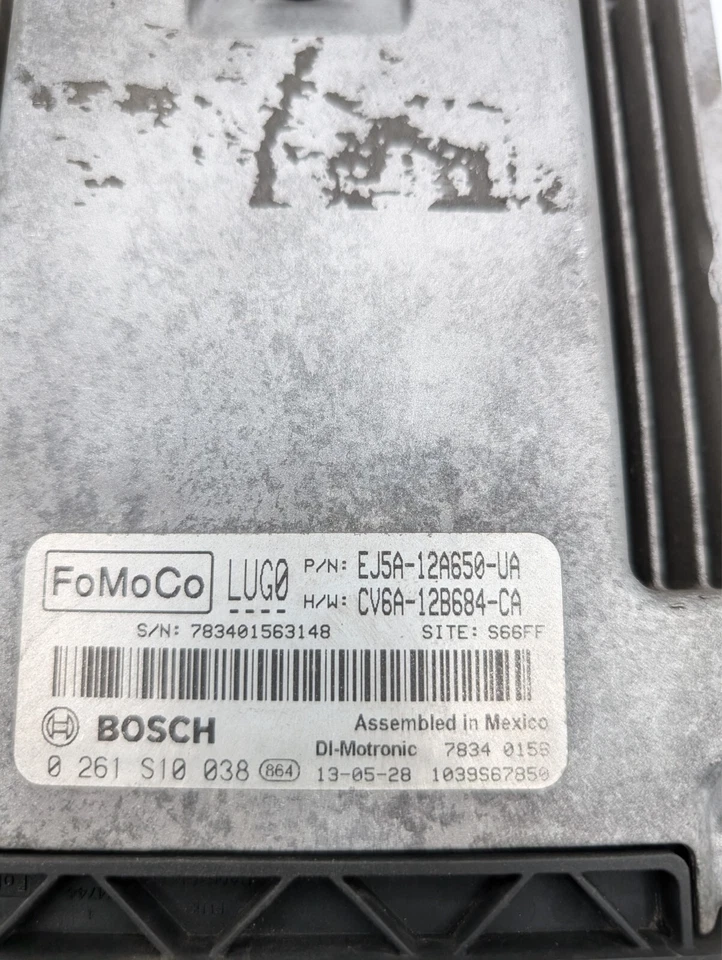 FoMoCo LUG0 P/N: EJ5A-12A650-UA
H/W: CV6A-12B684-CA
S/N: 783401563148 SITE: S66FF
BOSCH Assembled in Mexico
DI-Motronic 7834 0156
0 261 S10 038 864 13-05-28 1039S67850